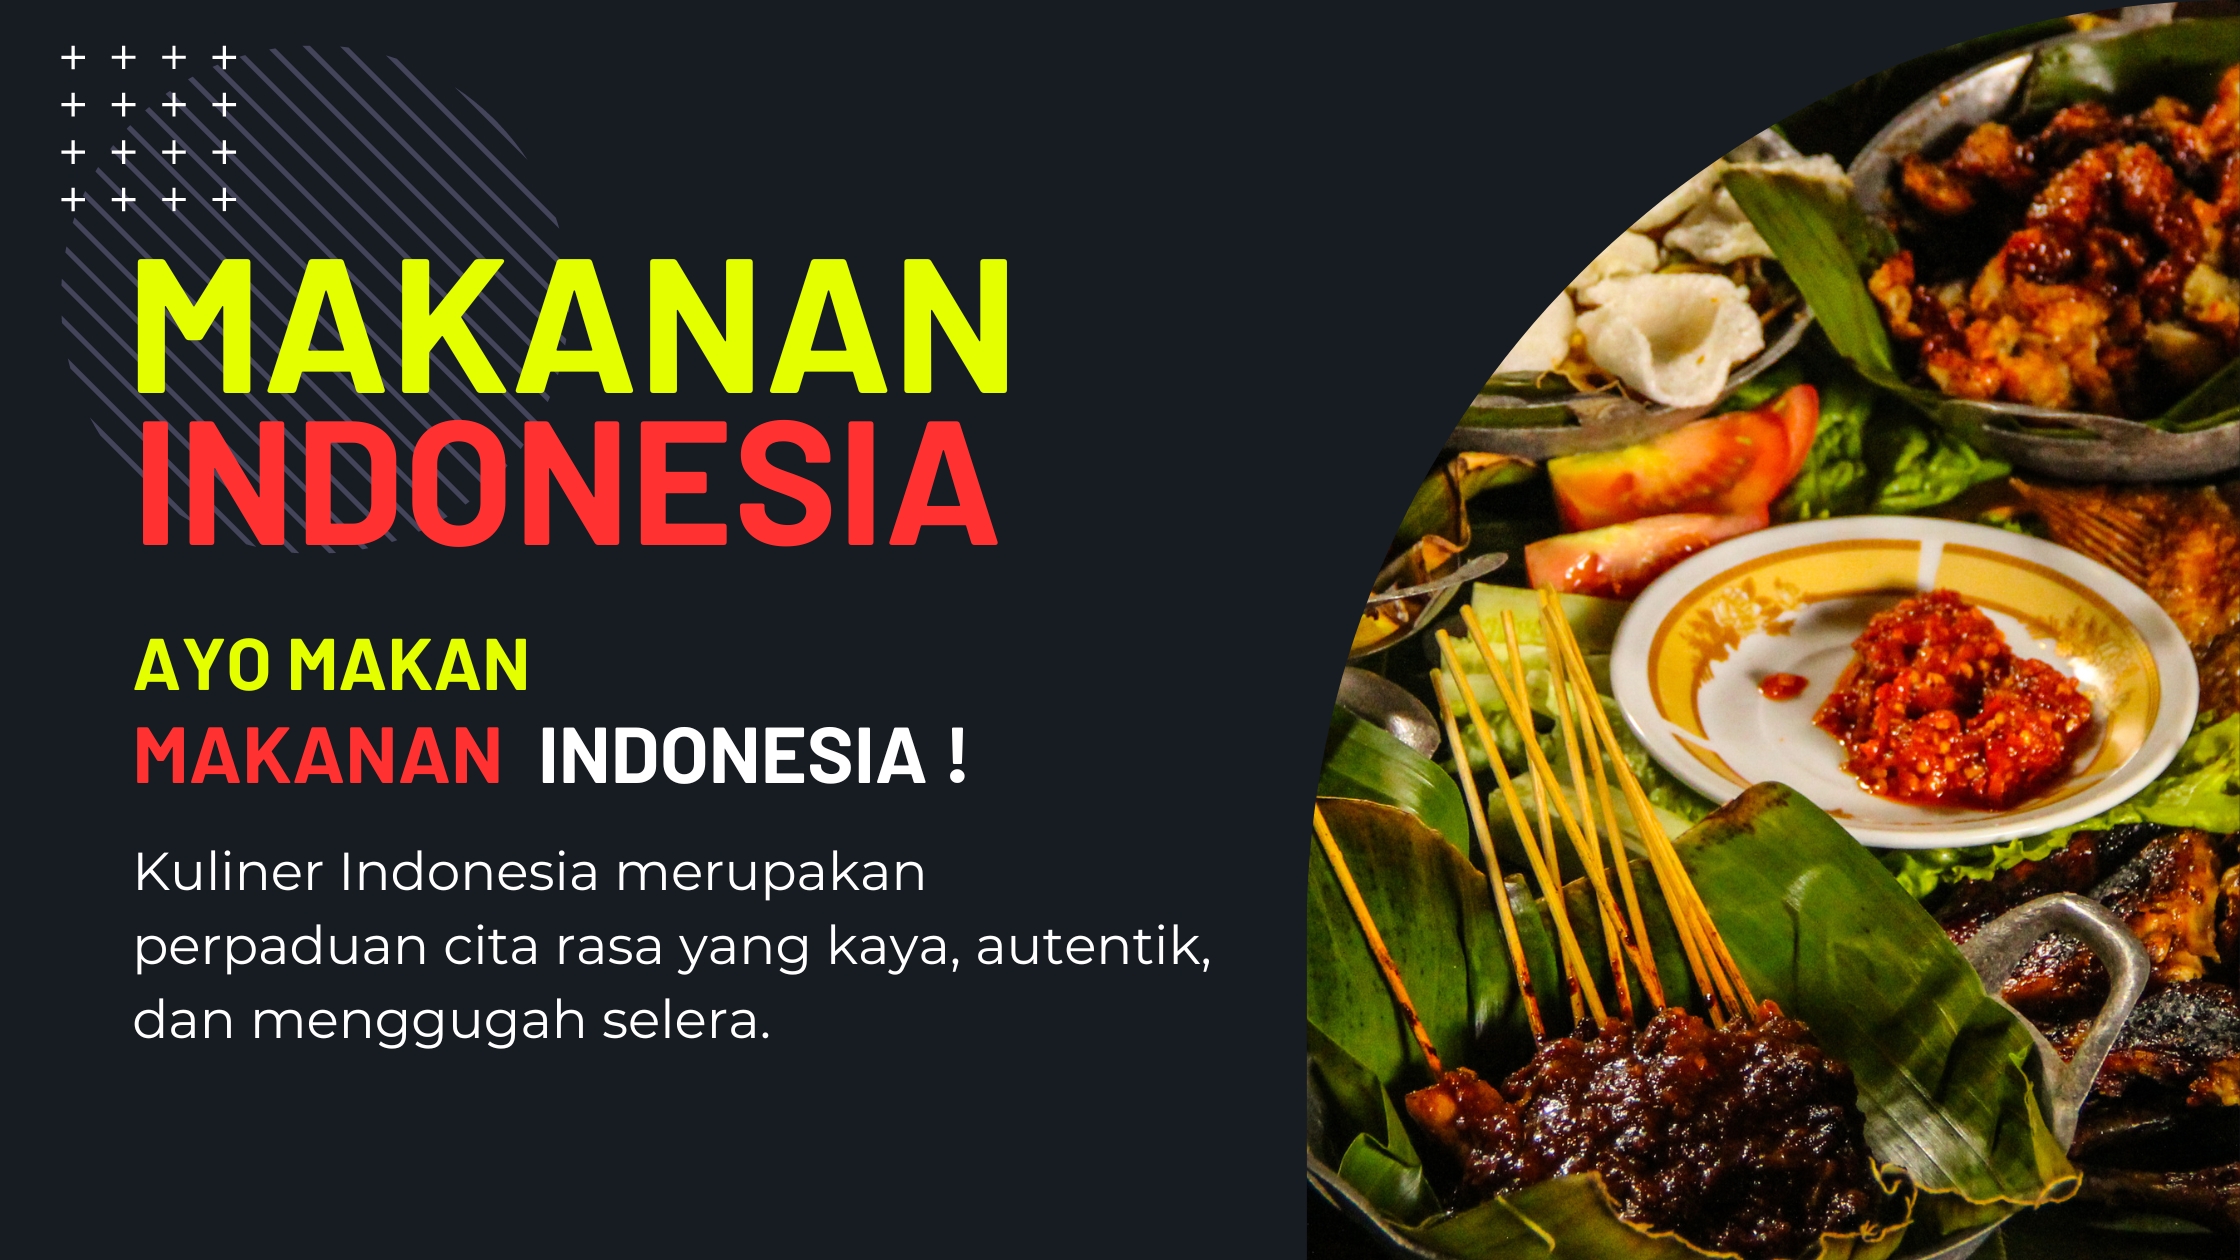 MAKANAN
INDONESIA
AYO MAKAN
MAKANAN INDONESIA !
Kuliner Indonesia merupakan
perpaduan cita rasa yang kaya, autentik,
dan menggugah selera.